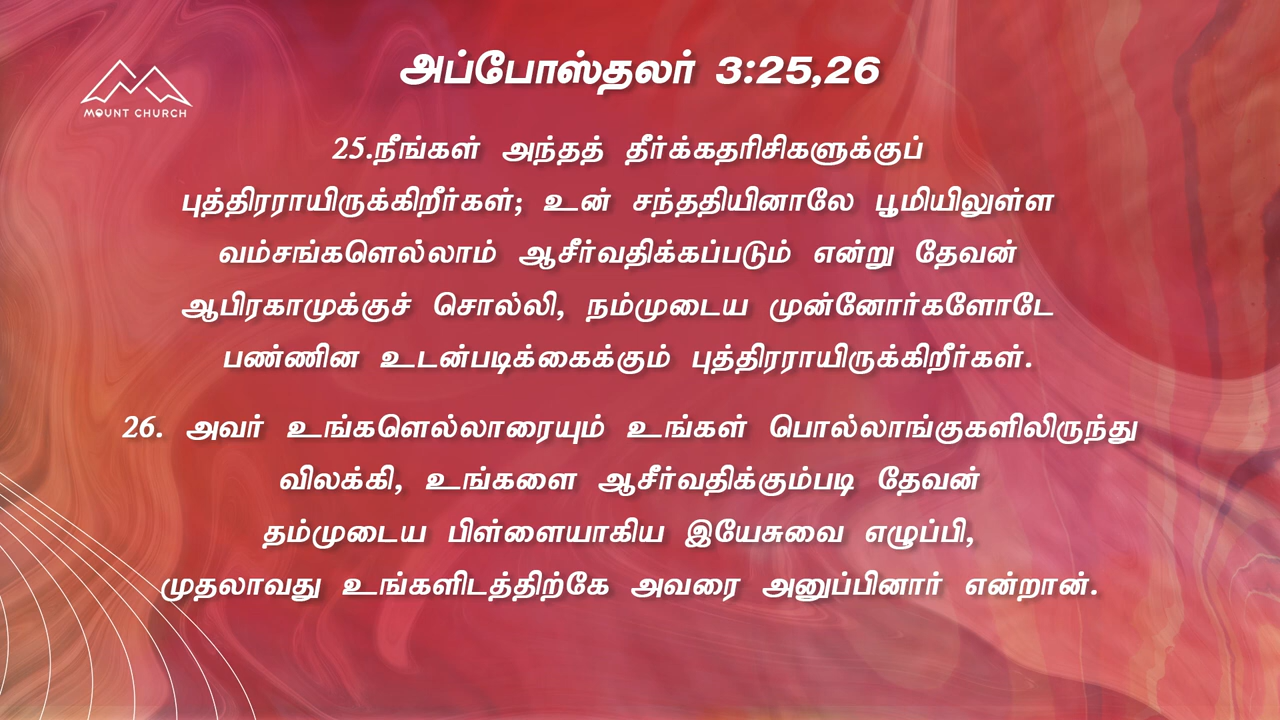 MOUNT CHURCH
அப்போஸ்தலர் 3:25,26
25.நீங்கள் அந்தத் தீர்க்கதரிசிகளுக்குப்
புத்திரராயிருக்கிறீர்கள்; உன் சந்ததியினாலே பூமியிலுள்ள
வம்சங்களெல்லாம் ஆசீர்வதிக்கப்படும் என்று தேவன்
ஆபிரகாமுக்குச் சொல்லி, நம்முடைய முன்னோர்களோடே
பண்ணின உடன்படிக்கைக்கும் புத்திரராயிருக்கிறீர்கள்.
26. அவர் உங்களெல்லாரையும் உங்கள் பொல்லாங்குகளிலிருந்து
விலக்கி, உங்களை ஆசீர்வதிக்கும்படி தேவன்
தம்முடைய பிள்ளையாகிய இயேசுவை எழுப்பி,
முதலாவது உங்களிடத்திற்கே அவரை அனுப்பினார் என்றான்.